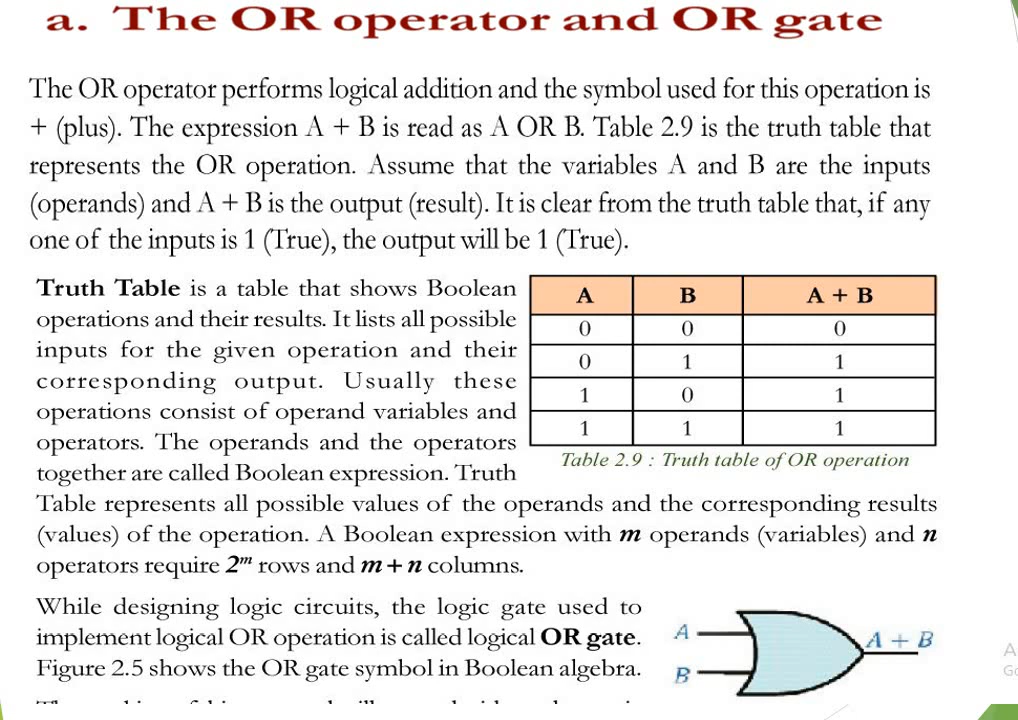 a. The OR operator and OR gate
The OR operator performs logical addition and the symbol used for this operation is
+ (plus). The expression A + B is read as A OR B. Table 2.9 is the truth table that
represents the OR operation. Assume that the variables A and B are the inputs
(operands) and A + B is the output (result). It is clear from the truth table that, if any
one of the inputs is 1 (True), the output will be 1 (True).
Truth Table is a table that shows Boolean
operations and their results. It lists all possible
inputs for the given operation and their
corresponding output. Usually these
operations consist of operand variables and
operators. The operands and the operators
together are called Boolean expression. Truth
Table represents all possible values of the operands and the corresponding results
(values) of the operation. A Boolean expression with m operands (variables) and n
operators require 2ᵐ rows and m + n columns.
A B A + B
0 0 0
0 1 1
1 0 1
1 1 1
Table 2.9 : Truth table of OR operation
While designing logic circuits, the logic gate used to
implement logical OR operation is called logical OR gate.
Figure 2.5 shows the OR gate symbol in Boolean algebra.
A
B
A + B